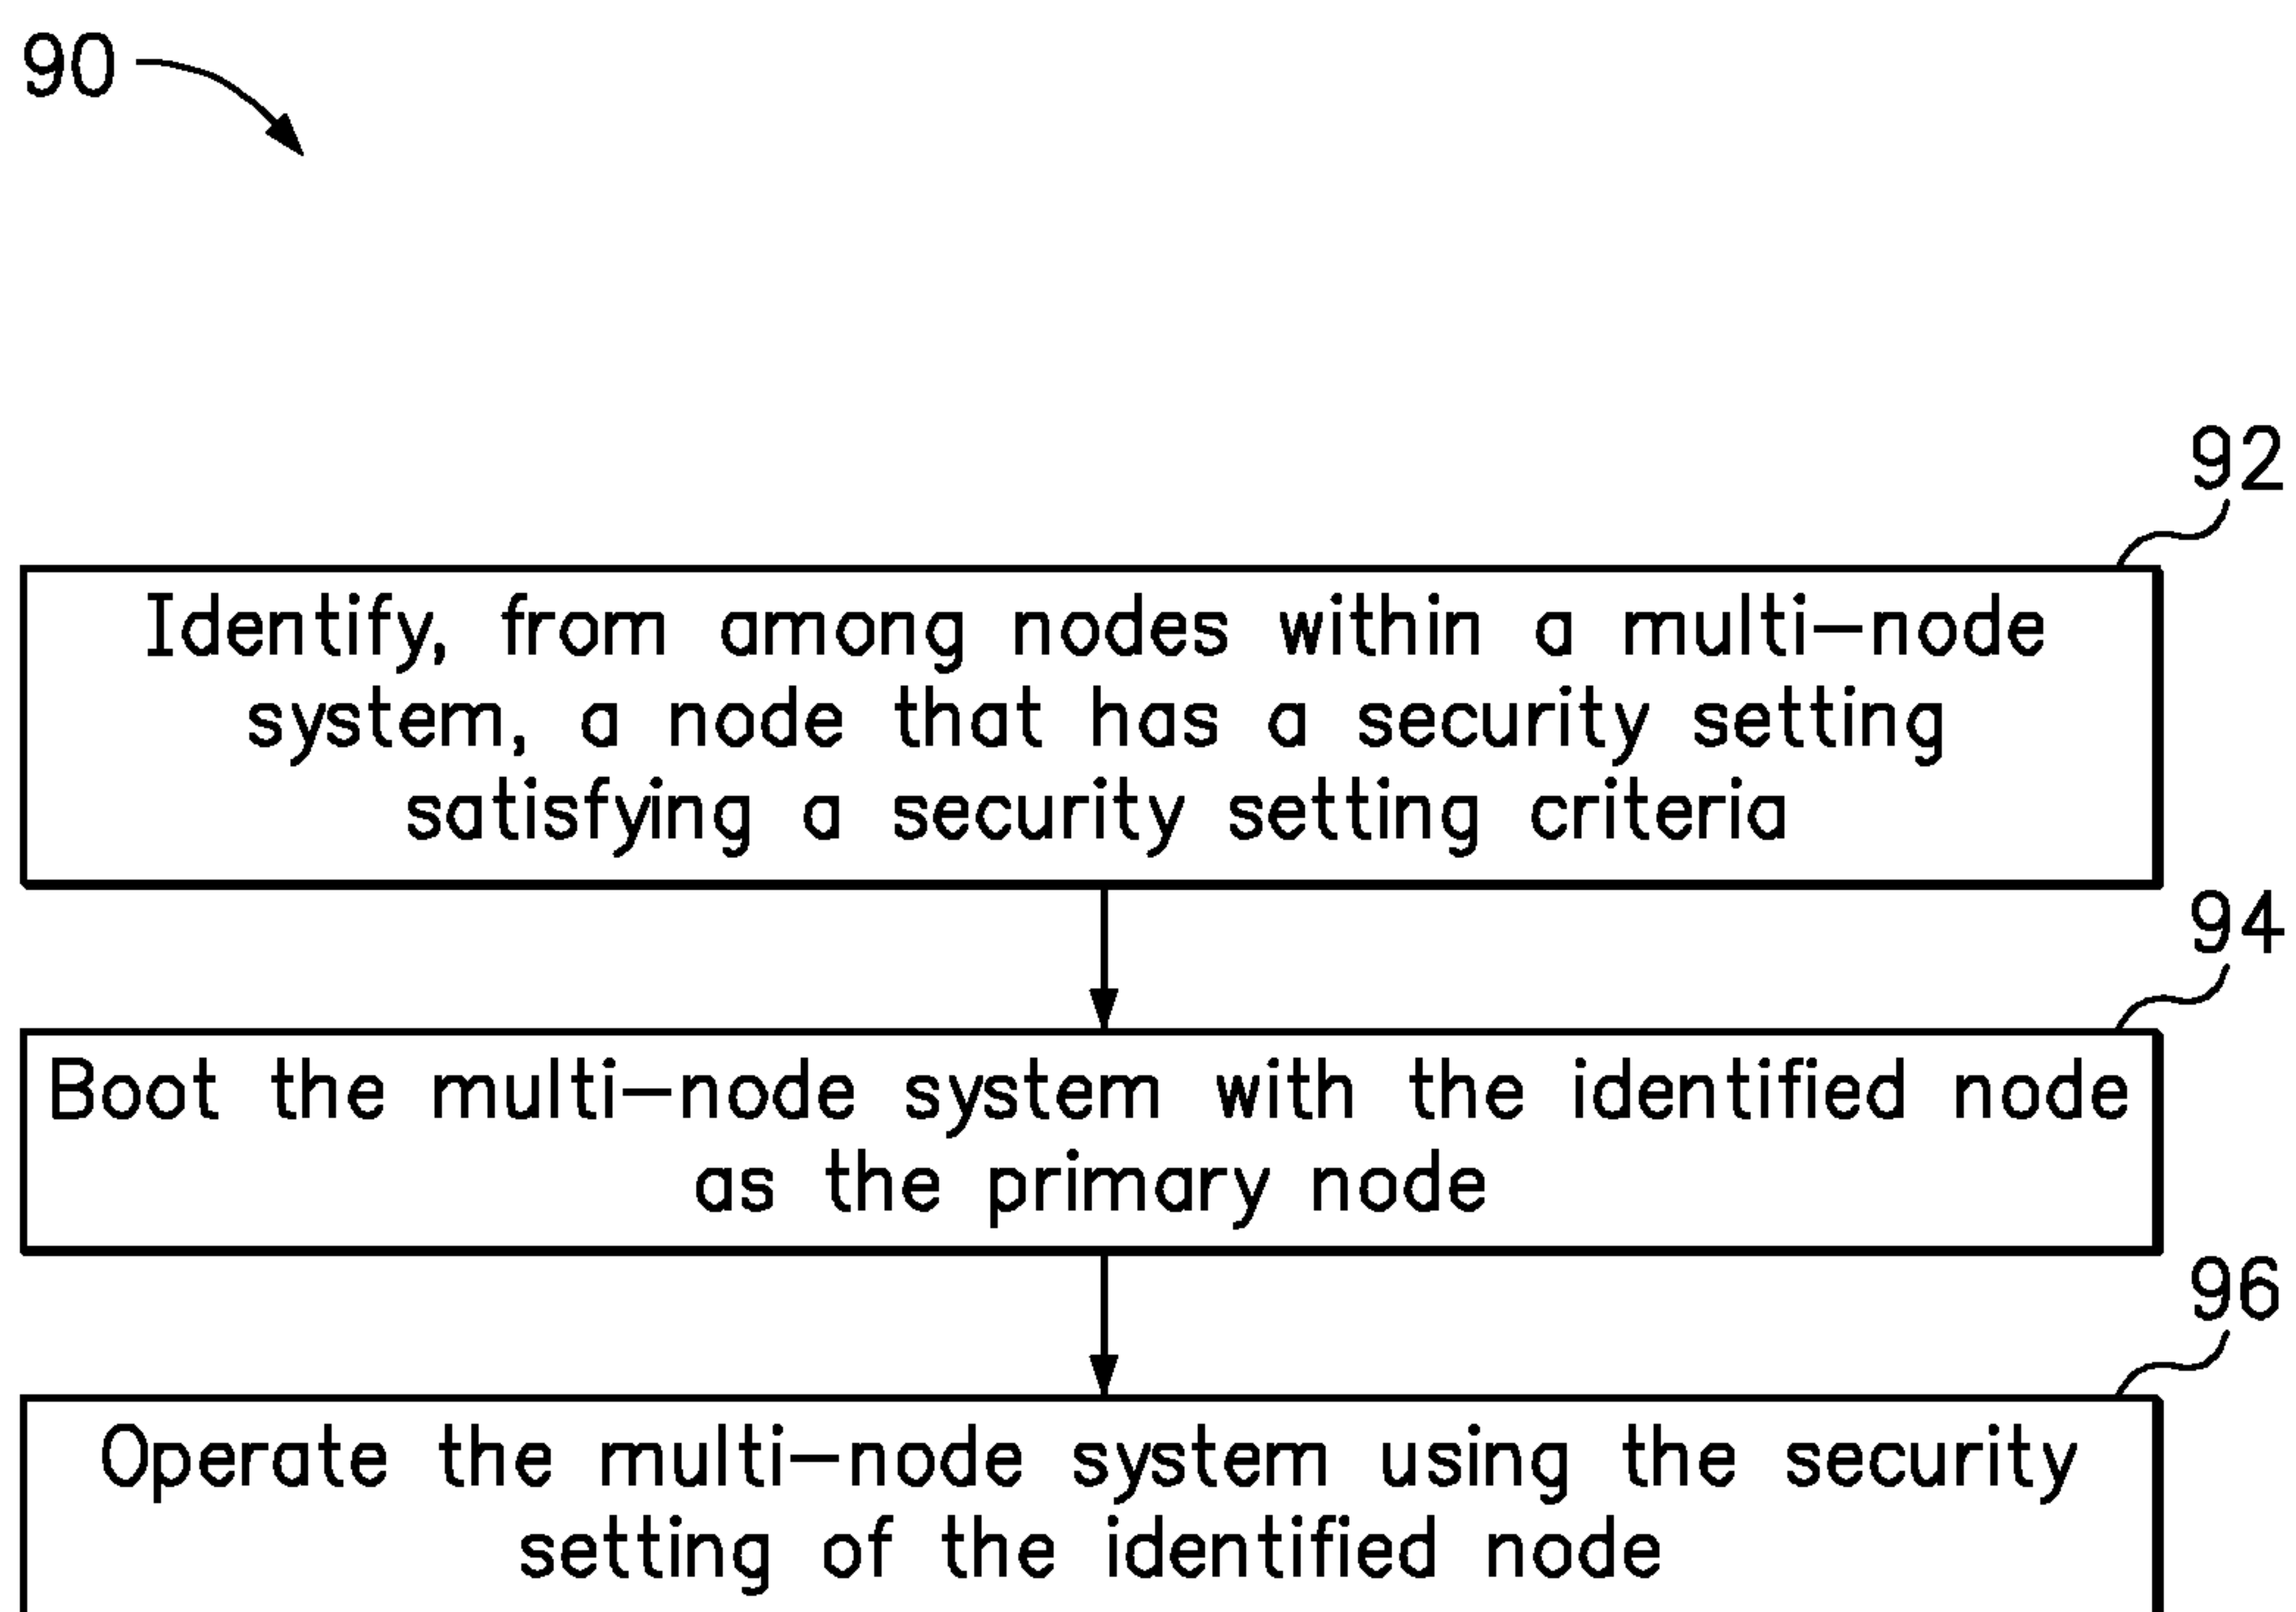 90
92
Identify, from among nodes within a multi–node
system, a node that has a security setting
satisfying a security setting criteria
94
Boot the multi–node system with the identified node
as the primary node
96
Operate the multi–node system using the security
setting of the identified node